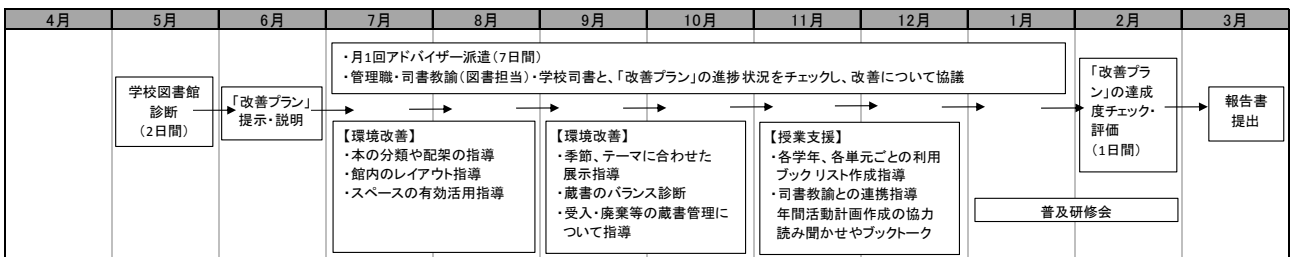 4月 5月 6月 7月 8月 9月 10月 11月 12月 1月 2月 3月
学校図書館
診断
（2日間）
「改善プラン」
提示・説明
・月1回アドバイザー派遣（7日間）
・管理職・司書教諭（図書担当）・学校司書と、「改善プラン」の進捗状況をチェックし、改善について協議
【環境改善】
・本の分類や配架の指導
・館内のレイアウト指導
・スペースの有効活用指導
【環境改善】
・季節、テーマに合わせた
展示指導
・蔵書のバランス診断
・受入・廃棄等の蔵書管理に
ついて指導
【授業支援】
・各学年、各単元ごとの利用
ブックリスト作成指導
・司書教諭との連携指導
年間活動計画作成の協力
読み聞かせやブックトーク
「改善プラ
ン」の達成
度チェック・
評価
（1日間）
普及研修会
報告書
提出